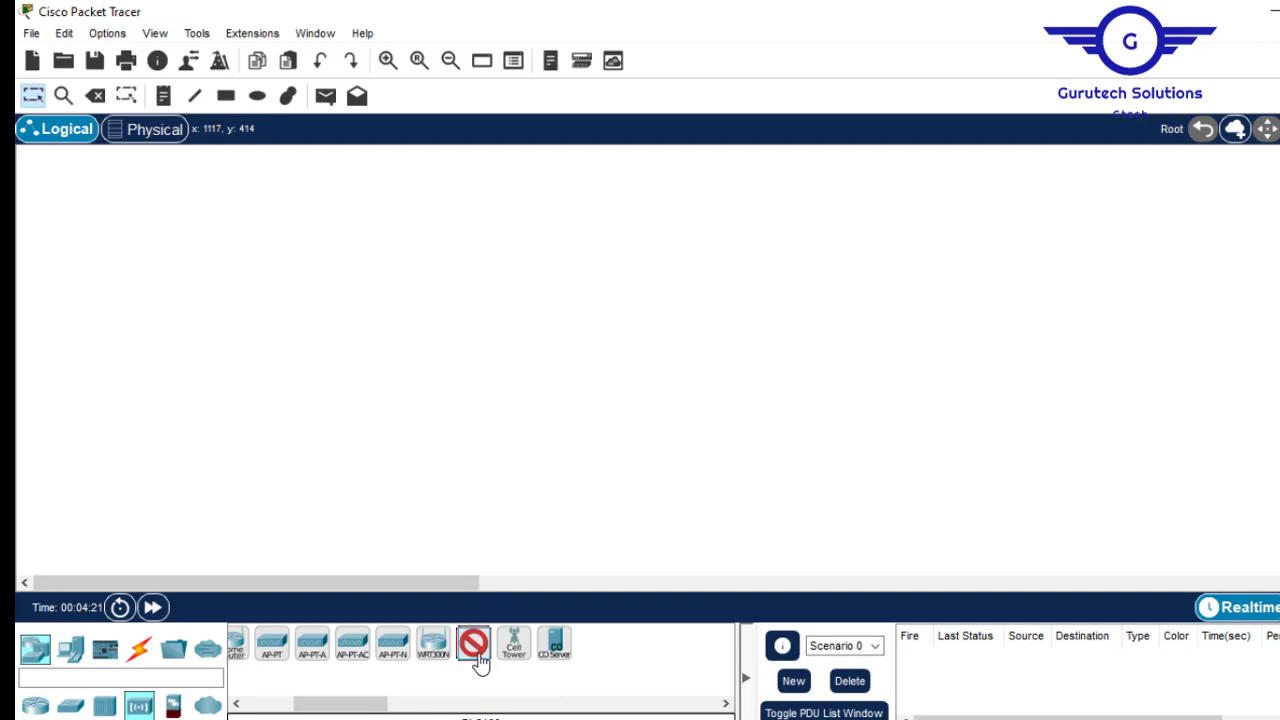 Cisco Packet Tracer
File Edit Options View Tools Extensions Window Help
G
Gurutech Solutions
Logical Physical x: 1117, y: 414
Root
Time: 00:04:21
Realtime
AP-PT AP-PT-A AP-PT-AC AP-PT-N WRT300N Cell Tower CO Server
Scenario 0
Fire Last Status Source Destination Type Color Time(sec)
New Delete
Toggle PDU List Window